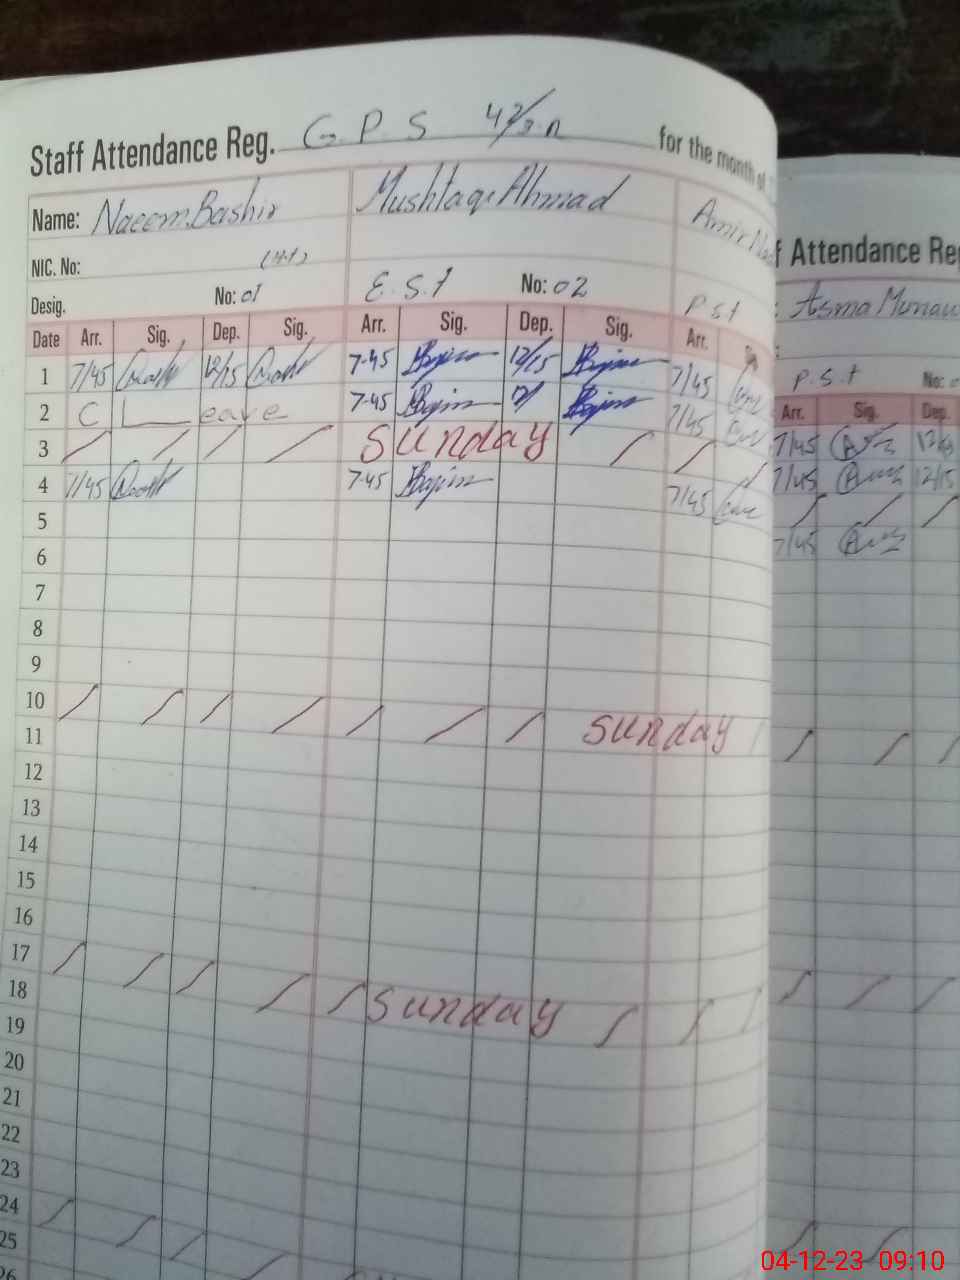 Staff Attendance Reg. G.P.S 42/3.R for the month of
Name: Naeem Bashir Mushtaq Ahmad Amir
NIC. No: (H.T)
Desig. No: 01 E.S.T No: 02 P.S.T
Date Arr. Sig. Dep. Sig. Arr. Sig. Dep. Sig. Arr. Sig.
1 7/45 12/15 7-45 12/15 7/45
2 C Leave 7-45 7/45
3 Sunday
4 7/45 7-45 7/45
5
6
7
8
9
10 Sunday
11
12
13
14
15
16
17 Sunday
18
19
20
21
22
23
24
25
26
f Attendance Reg
Asma
P.S.T No:
Arr. Sig. Dep.
7/45
7/45 12/15
7/45
04-12-23 09:10